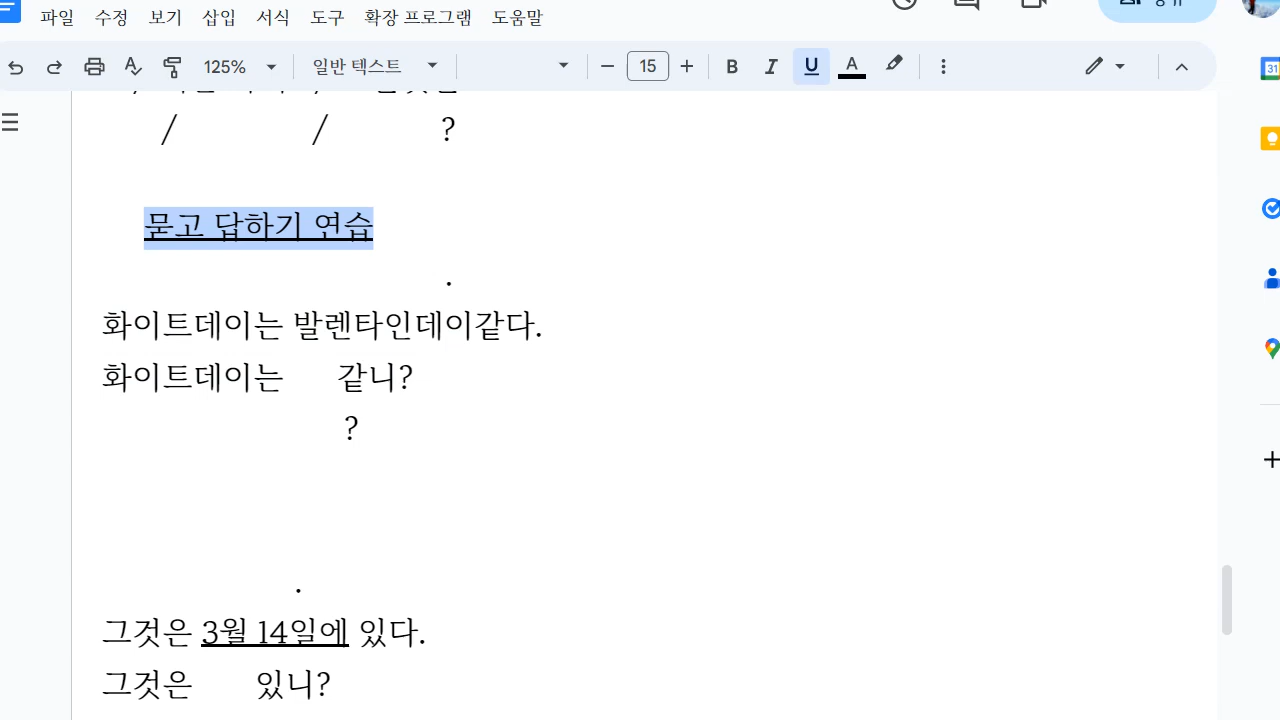 파일 수정 보기 삽입 서식 도구 확장 프로그램 도움말
125% 일반 텍스트 15 B I U A
/ / ?
묻고 답하기 연습
.
화이트데이는 발렌타인데이같다.
화이트데이는 같니?
?
.
그것은 3월 14일에 있다.
그것은 있니?
31